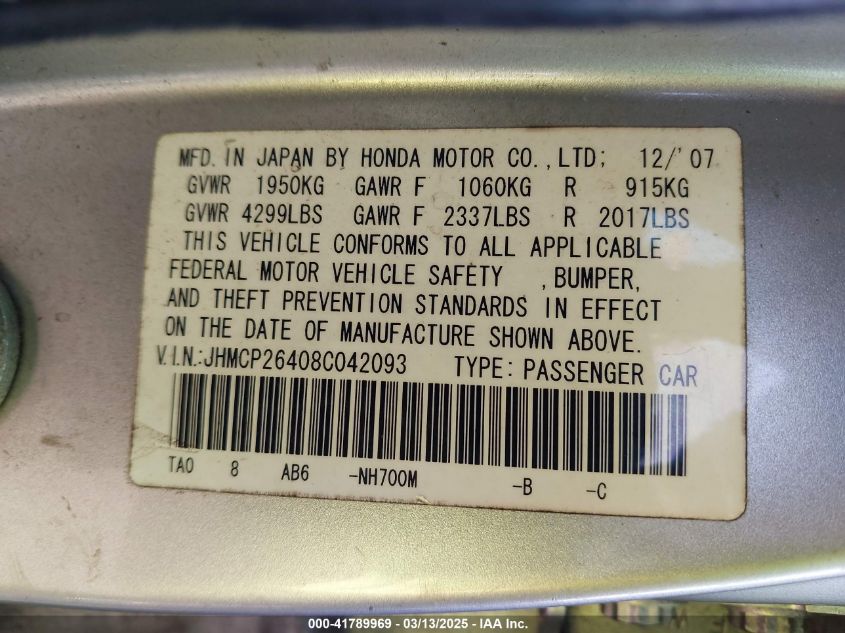 MFD. IN JAPAN BY HONDA MOTOR CO.,LTD; 12/'07
GVWR 1950KG GAWR F 1060KG R 915KG
GVWR 4299LBS GAWR F 2337LBS R 2017LBS
THIS VEHICLE CONFORMS TO ALL APPLICABLE
FEDERAL MOTOR VEHICLE SAFETY , BUMPER,
AND THEFT PREVENTION STANDARDS IN EFFECT
ON THE DATE OF MANUFACTURE SHOWN ABOVE.
V.I.N.:JHMCP26408C042093 TYPE: PASSENGER CAR
TA0 8 AB6 -NH700M -B -C
000-41789969 | 03/13/2025 - IAA Inc.